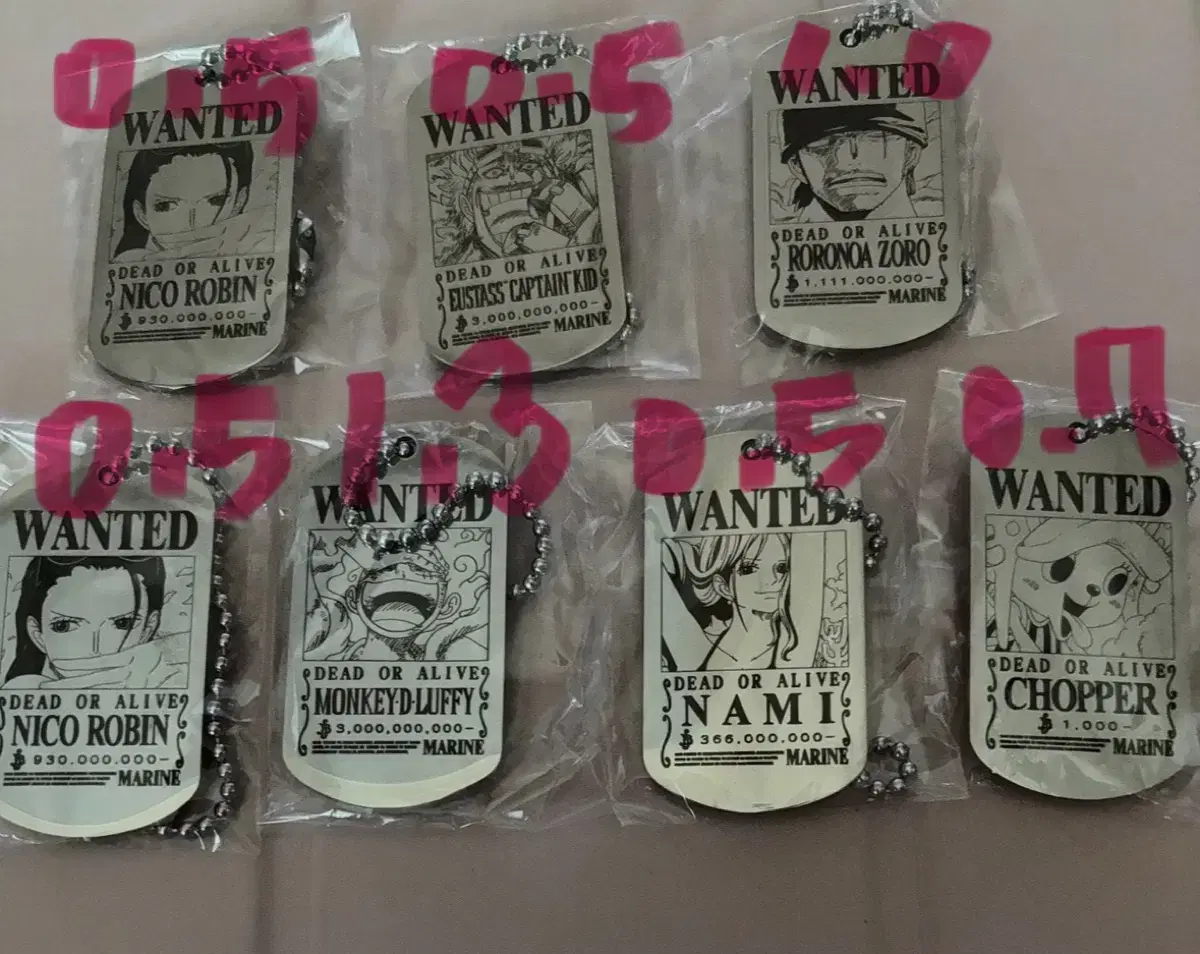 0.5
WANTED
DEAD OR ALIVE
NICO ROBIN
930.000.000-
MARINE
0.5
WANTED
DEAD OR ALIVE
EUSTASS"CAPTAIN"KID
3,000,000,000-
MARINE
1.0
WANTED
DEAD OR ALIVE
RORONOA ZORO
1.111.000.000-
MARINE
0.5
WANTED
DEAD OR ALIVE
NICO ROBIN
930.000.000-
MARINE
1.3
WANTED
DEAD OR ALIVE
MONKEY·D·LUFFY
3,000,000,000-
MARINE
0.5
WANTED
DEAD OR ALIVE
NAMI
366.000.000-
MARINE
0.7
WANTED
DEAD OR ALIVE
CHOPPER
1.000-
MARINE